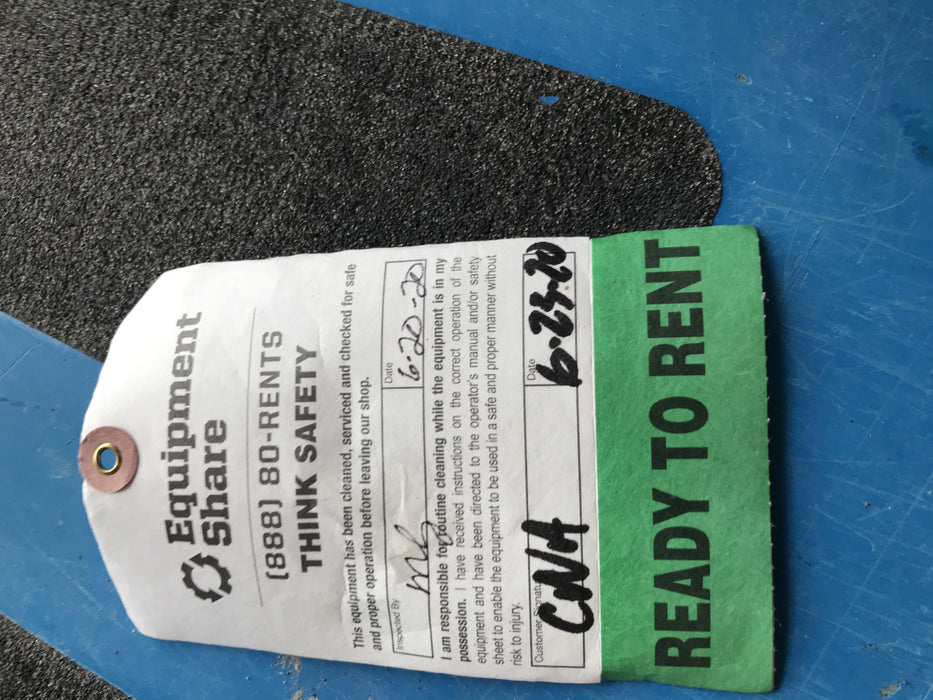 Equipment
Share
(888) 80-RENTS
THINK SAFETY
This equipment has been cleaned, serviced and checked for safe
and proper operation before leaving our shop.
Inspected By
Date
6-20-20
I am responsible for routine cleaning while the equipment is in my
possession. I have received instructions on the correct operation of the
equipment and have been directed to the operator's manual and/or safety
sheet to enable the equipment to be used in a safe and proper manner without
risk to injury.
Customer Signature
CNA
Date
6-23-20
READY TO RENT